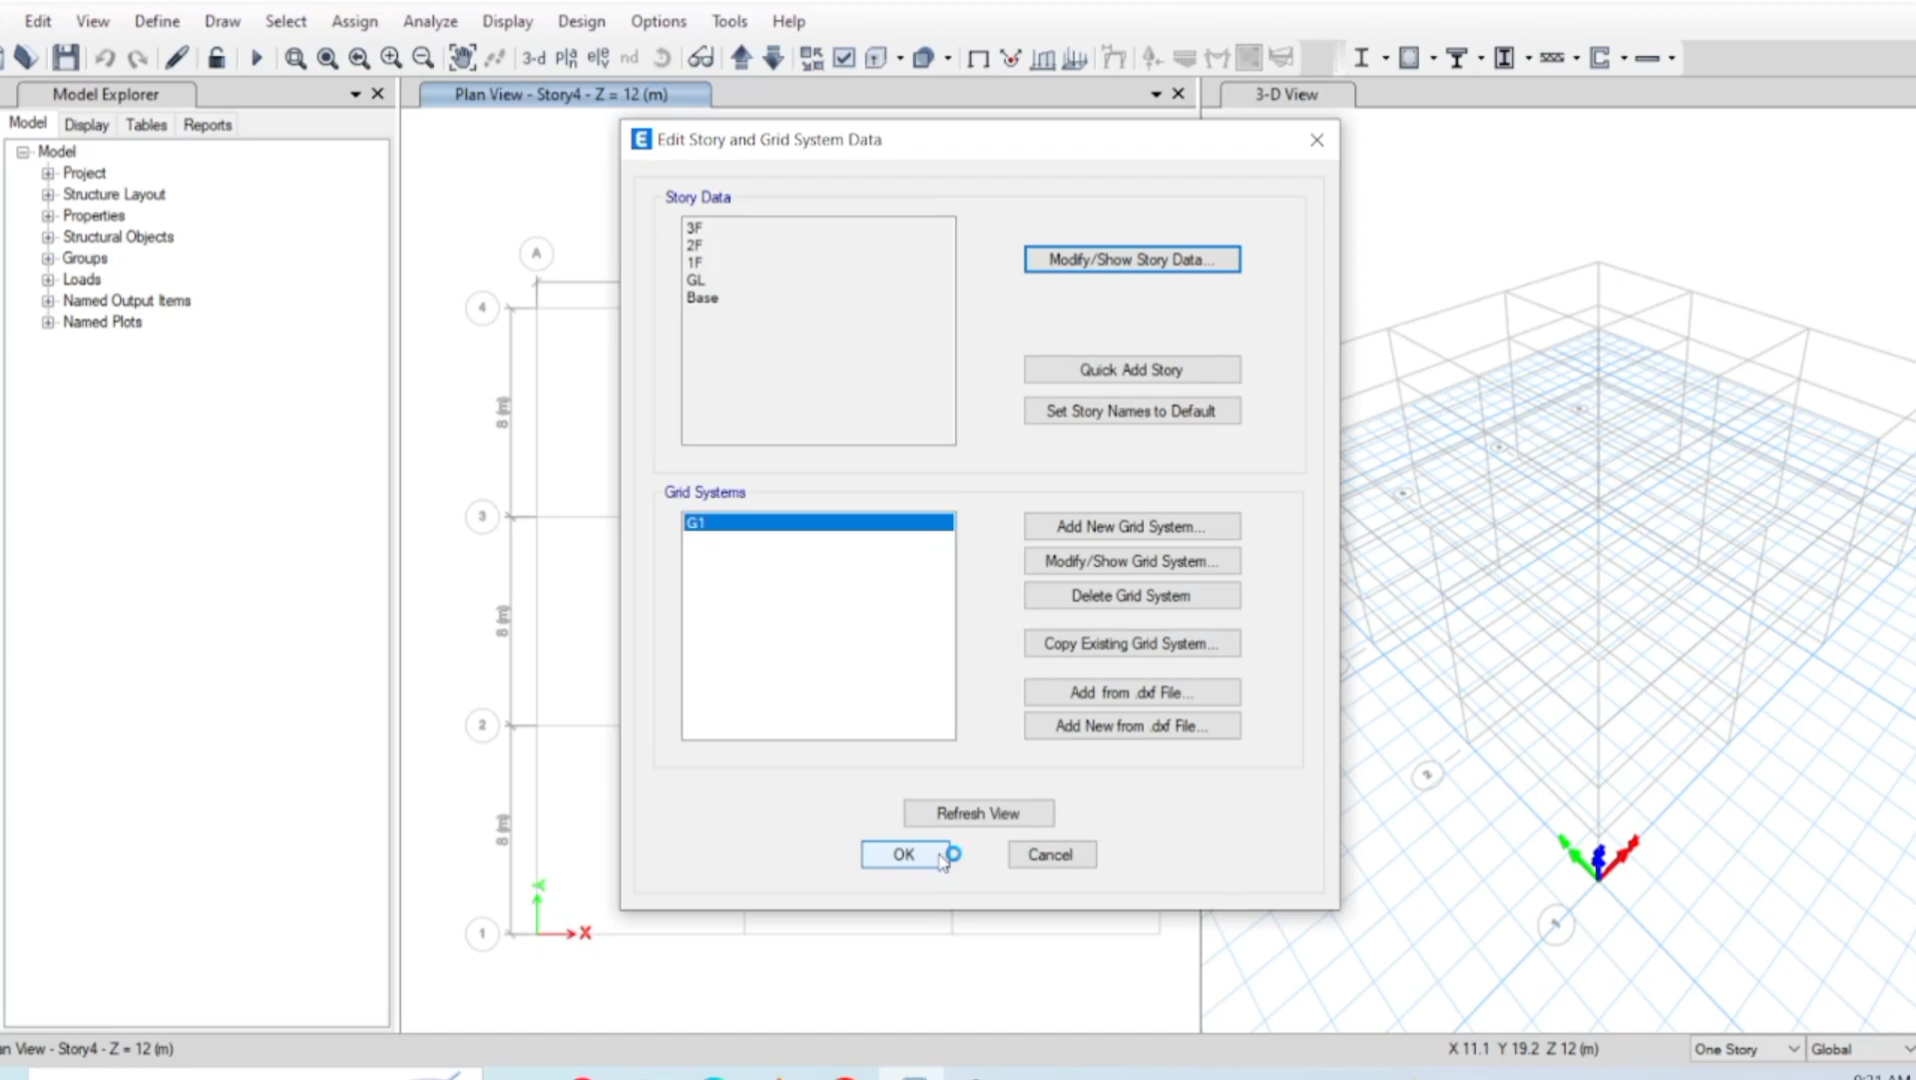 Edit View Define Draw Select Assign Analyze Display Design Options Tools Help
3-d plan elev nd
Model Explorer
Plan View - Story4 - Z = 12 (m)
3-D View
Model Display Tables Reports
Model
Project
Structure Layout
Properties
Structural Objects
Groups
Loads
Named Output Items
Named Plots
A
4
8 (m)
3
8 (m)
2
8 (m)
1
Y
X
E Edit Story and Grid System Data
Story Data
3F
2F
1F
GL
Base
Modify/Show Story Data...
Quick Add Story
Set Story Names to Default
Grid Systems
G1
Add New Grid System...
Modify/Show Grid System...
Delete Grid System
Copy Existing Grid System...
Add from .dxf File...
Add New from .dxf File...
Refresh View
OK Cancel
an View - Story4 - Z = 12 (m)
X 11.1 Y 19.2 Z 12 (m)
One Story
Global